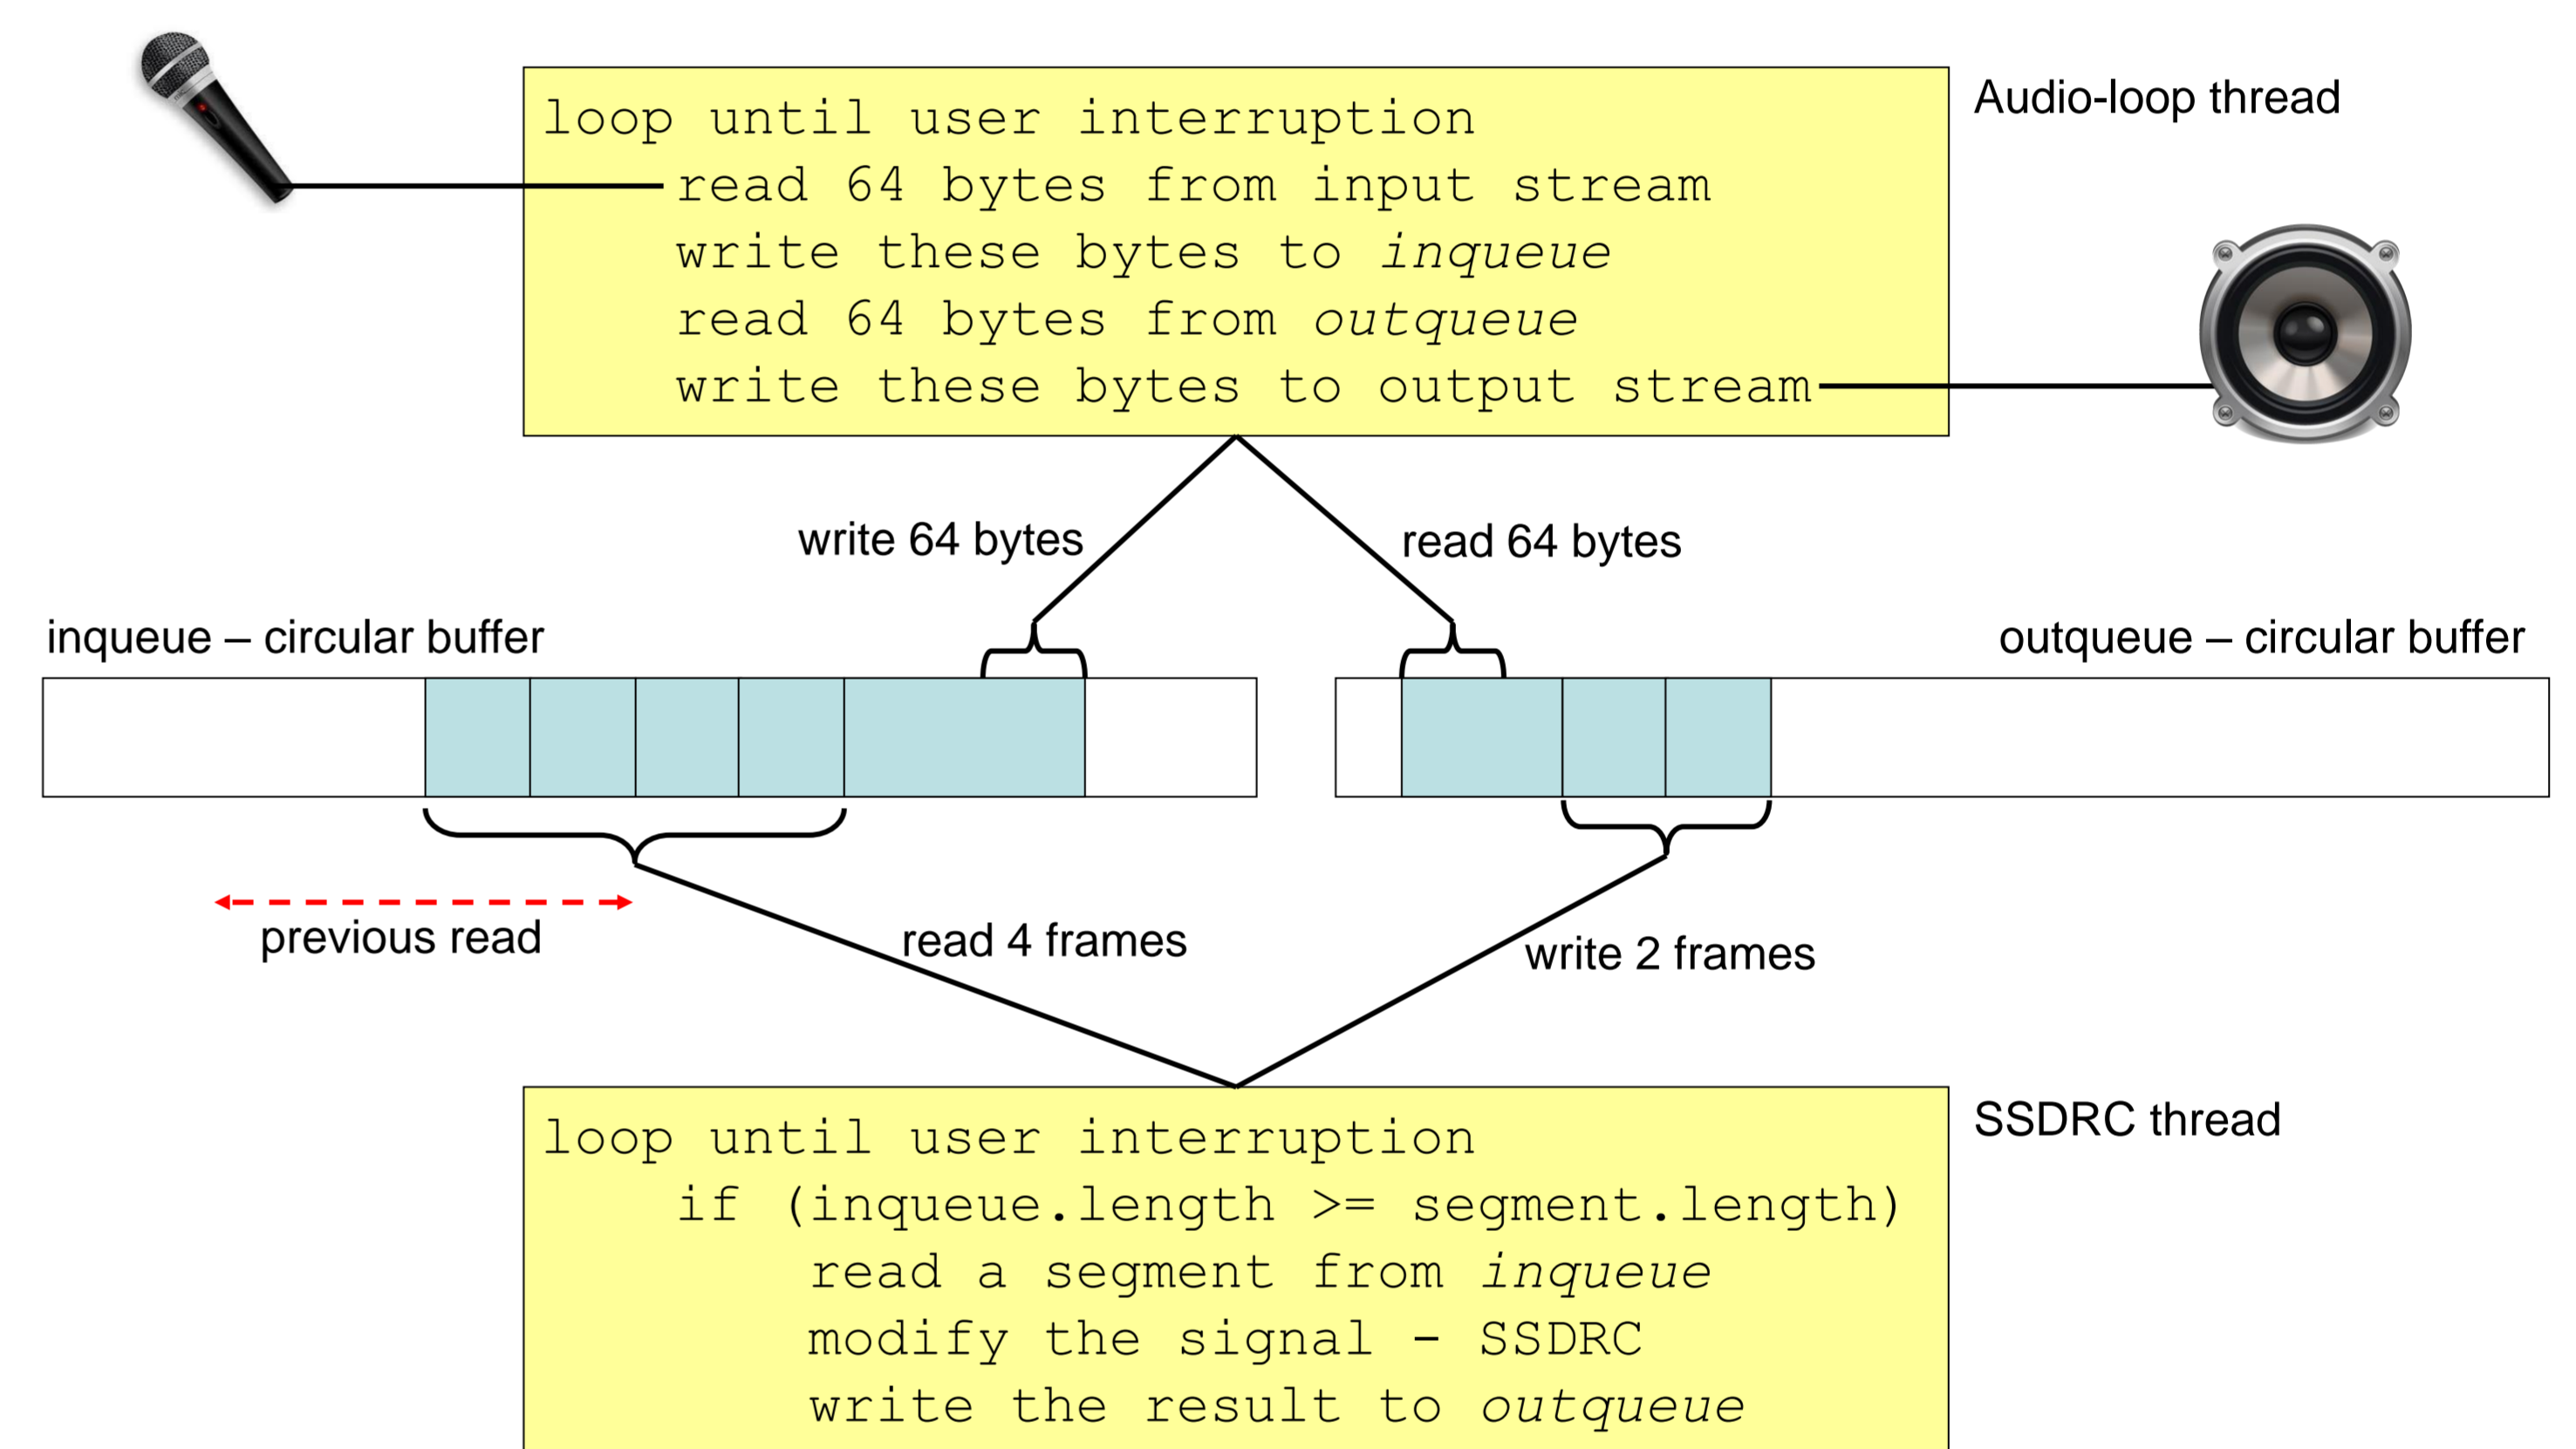 loop until user interruption
read 64 bytes from input stream
write these bytes to inqueue
read 64 bytes from outqueue
write these bytes to output stream
Audio-loop thread
write 64 bytes
read 64 bytes
inqueue – circular buffer
outqueue – circular buffer
previous read
read 4 frames
write 2 frames
loop until user interruption
if (inqueue.length >= segment.length)
read a segment from inqueue
modify the signal - SSDRC
write the result to outqueue
SSDRC thread